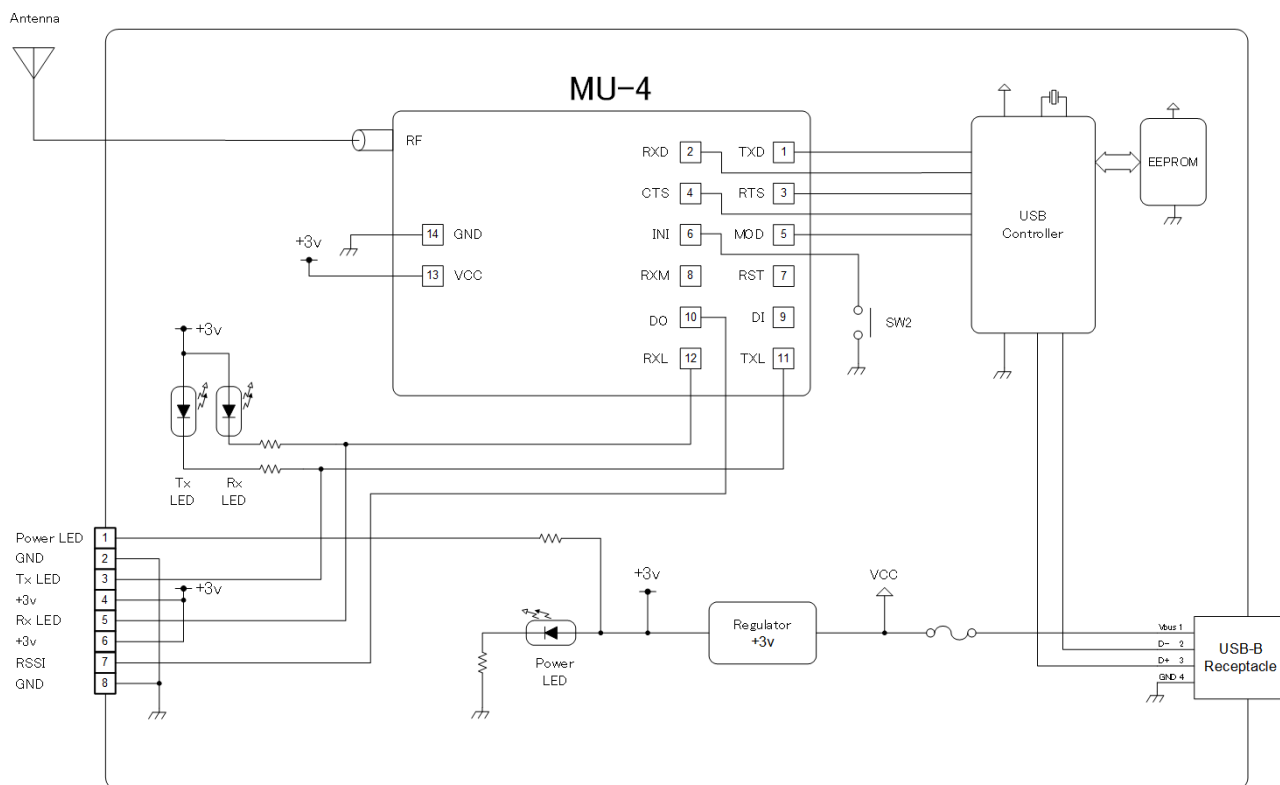 Antenna
MU-4
RF
RXD 2 TXD 1
CTS 4 RTS 3
INI 6 MOD 5
RXM 8 RST 7
DO 10 DI 9
RXL 12 TXL 11
14 GND
13 VCC
+3v
USB
Controller
EEPROM
SW2
+3v
Tx
LED
Rx
LED
Power LED 1
GND 2
Tx LED 3
+3v 4
Rx LED 5
+3v 6
RSSI 7
GND 8
+3v
Power
LED
+3v
Regulator
+3v
VCC
Vbus 1
D- 2
D+ 3
GND 4
USB-B
Receptacle